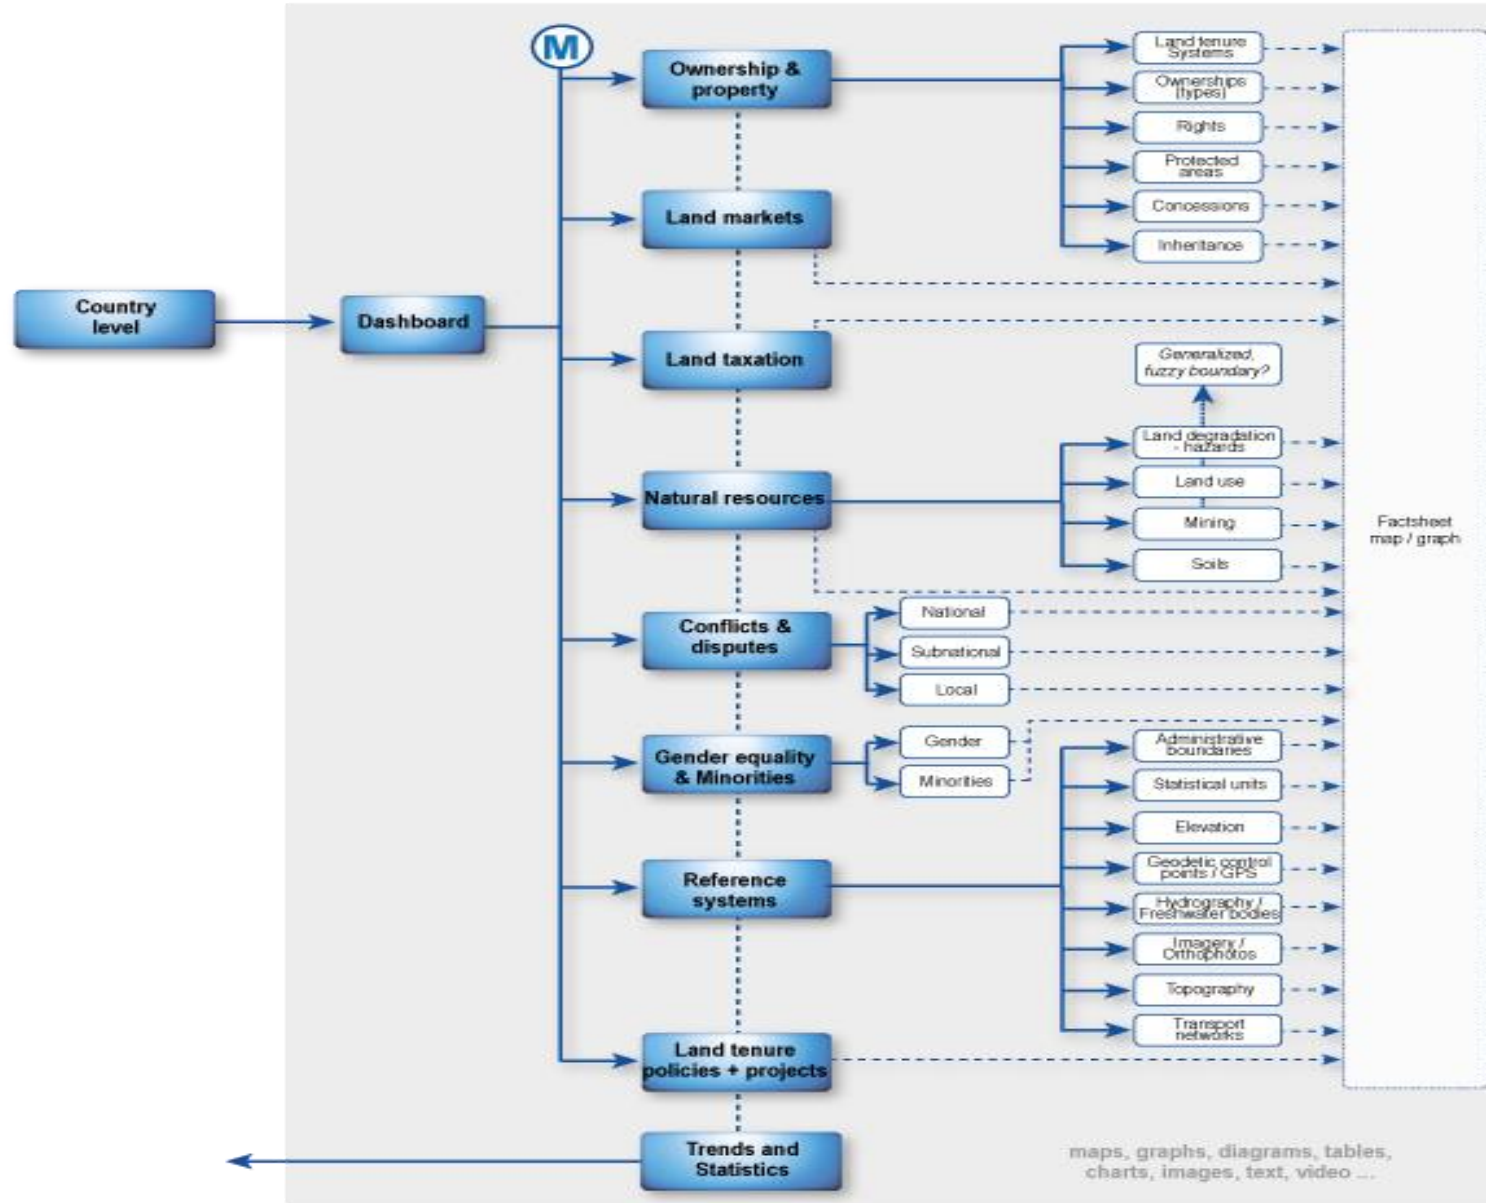 M
Ownership &
property
Land tenure
Systems
Ownerships
(types)
Rights
Protected
areas
Concessions
Inheritance
Land markets
Country
level
Dashboard
Land taxation
Generalized,
fuzzy boundary?
Natural resources
Land degradation
- hazards
Land use
Mining
Soils
Factsheet
map / graph
Conflicts &
disputes
National
Subnational
Local
Gender equality
& Minorities
Gender
Minorities
Reference
systems
Administrative
boundaries
Statistical units
Elevation
Geodetic control
points / GPS
Hydrography /
Freshwater bodies
Imagery /
Orthophotos
Topography
Transport
networks
Land tenure
policies + projects
Trends and
Statistics
maps, graphs, diagrams, tables,
charts, images, text, video ...